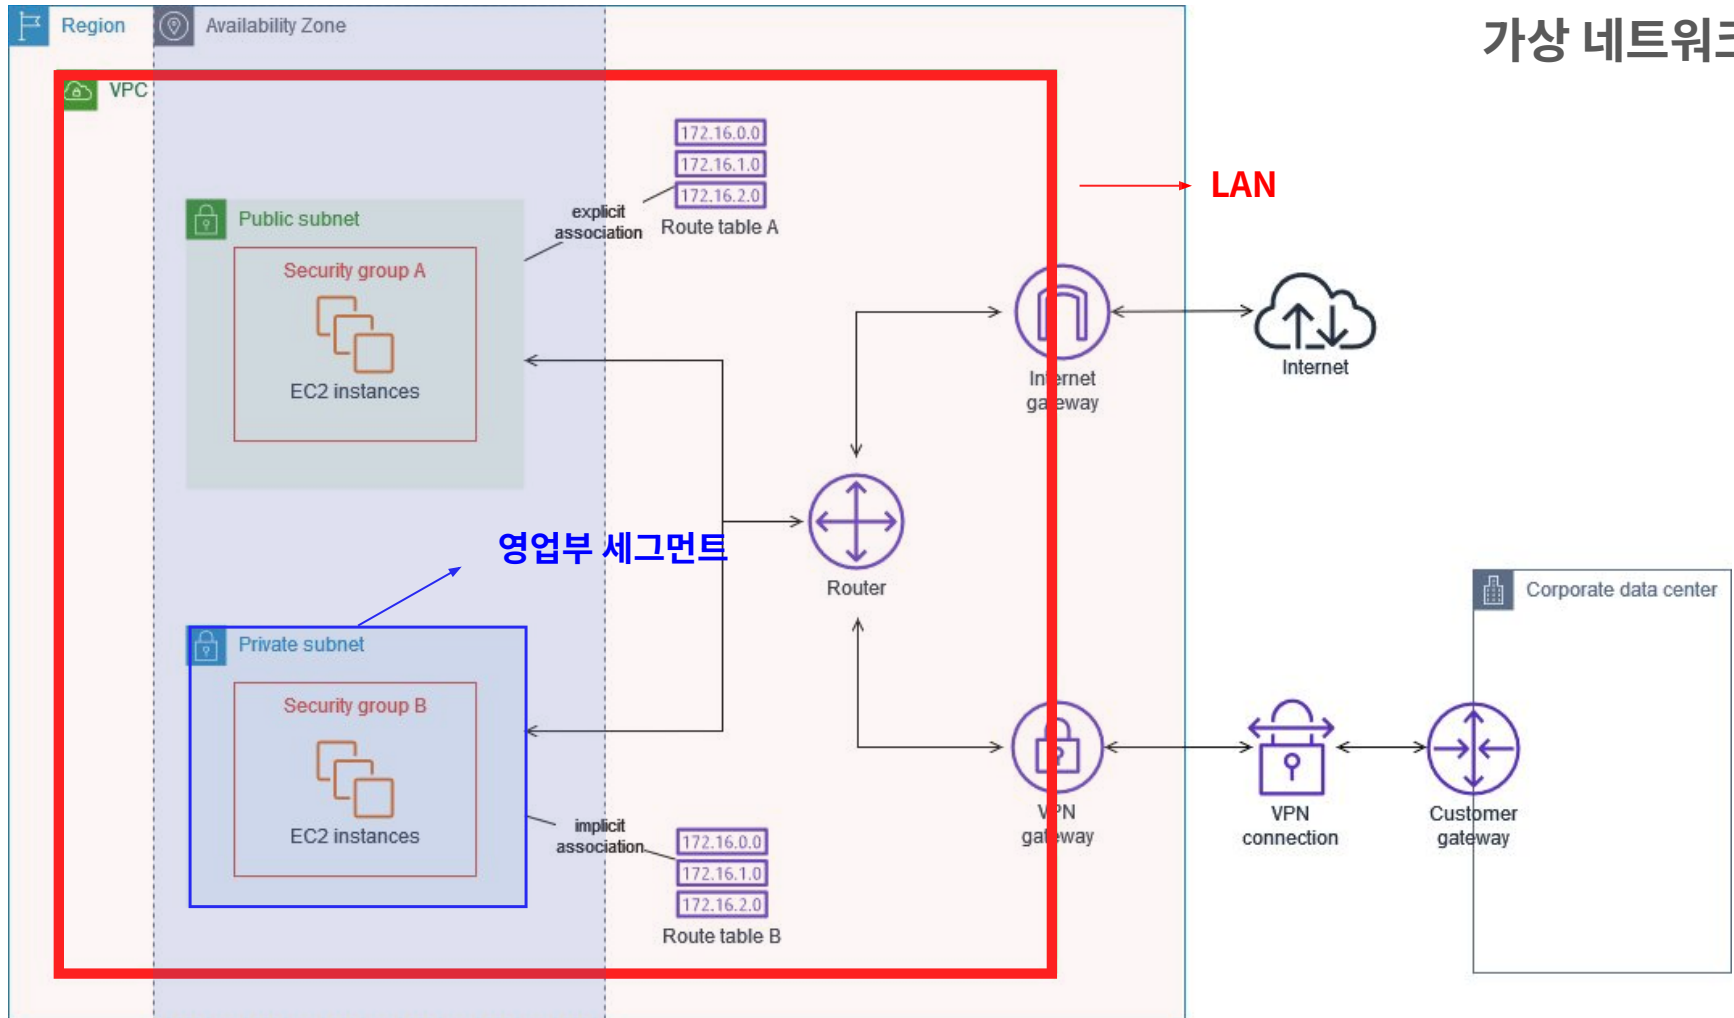 가상 네트워크
Region
Availability Zone
VPC
172.16.0.0
172.16.1.0
172.16.2.0
Route table A
explicit
association
LAN
Public subnet
Security group A
EC2 instances
Internet
gateway
Internet
영업부 세그먼트
Router
Corporate data center
Private subnet
Security group B
EC2 instances
implicit
association
172.16.0.0
172.16.1.0
172.16.2.0
Route table B
VPN
gateway
VPN
connection
Customer
gateway